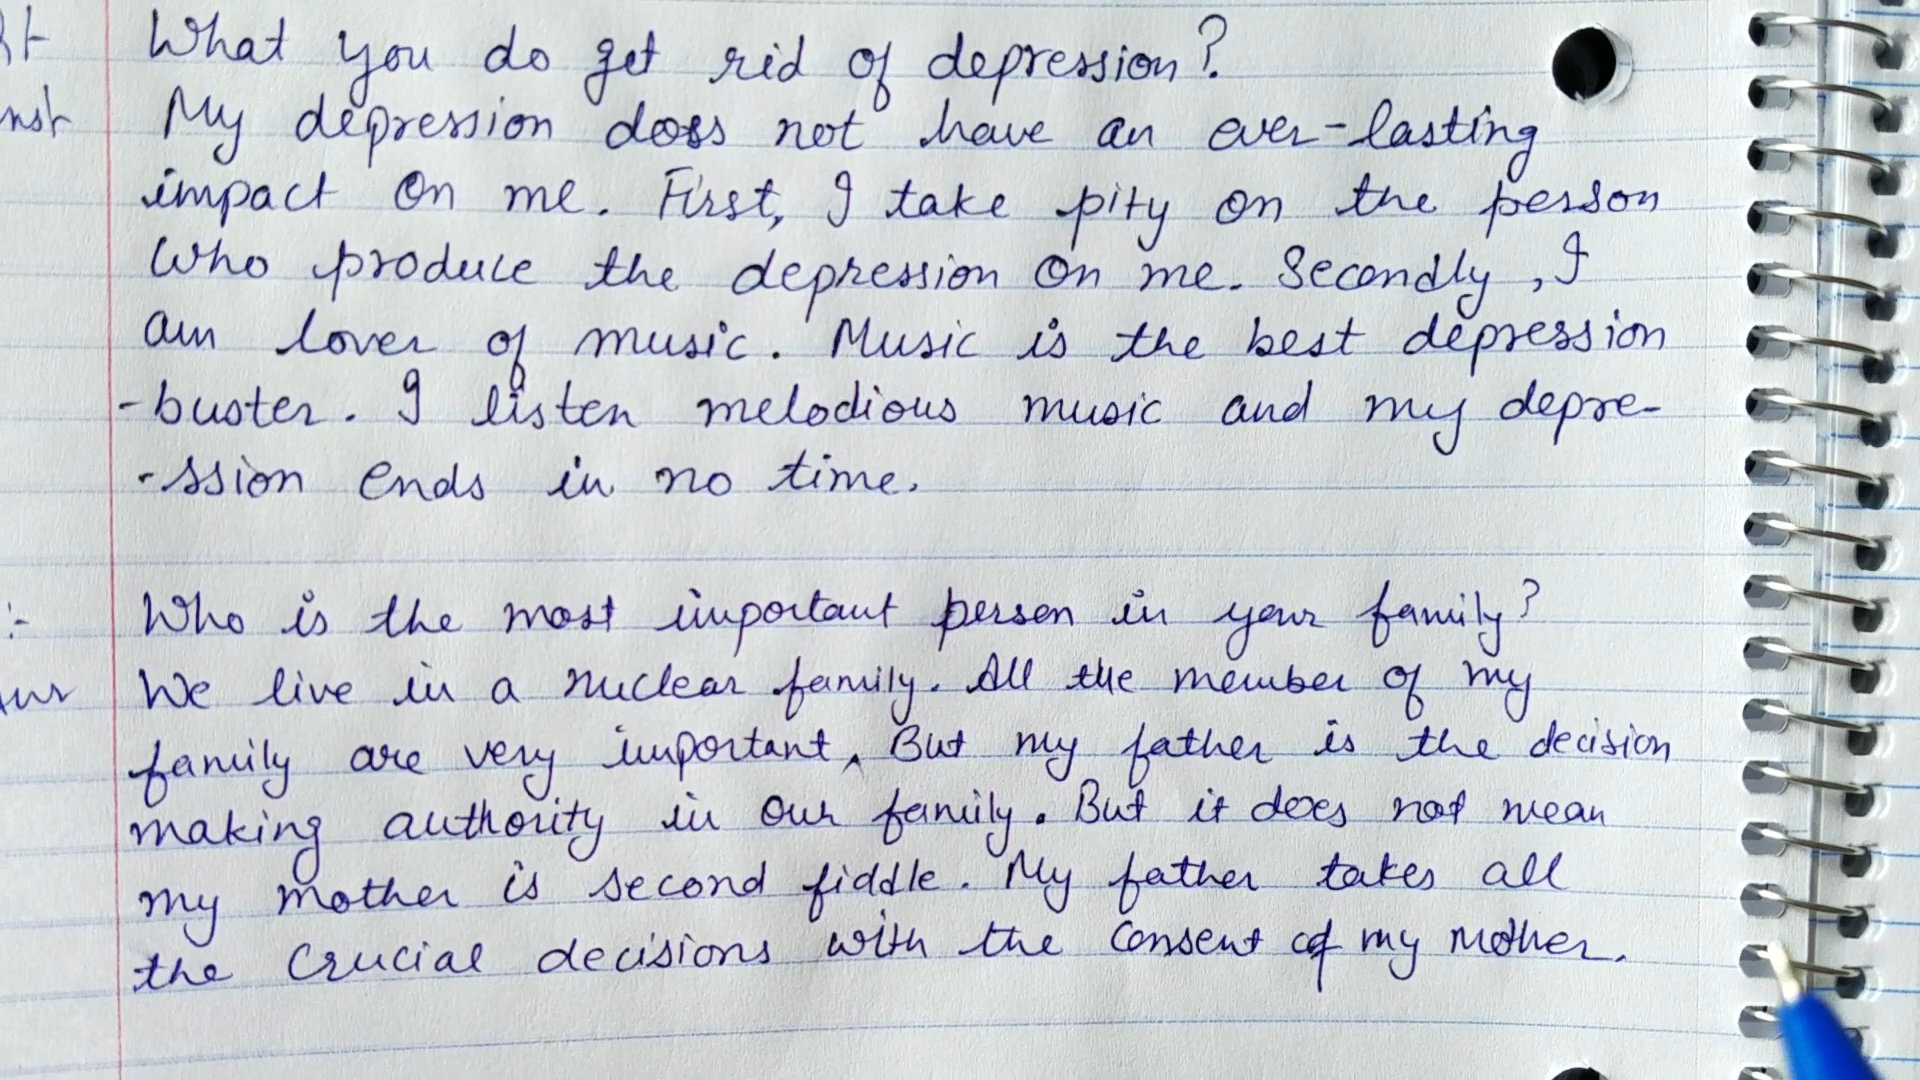 What you do get rid of depression?
My depression does not have an ever-lasting
impact on me. First, I take pity on the person
who produce the depression on me. Secondly, I
am lover of music. Music is the best depression
-buster. I listen melodious music and my depre-
-ssion ends in no time.
:- Who is the most important person in your family?
We live in a nuclear family. All the member of my
family are very important. But my father is the decision
making authority in our family. But it does not mean
my mother is second fiddle. My father takes all
the crucial decisions with the consent of my mother.